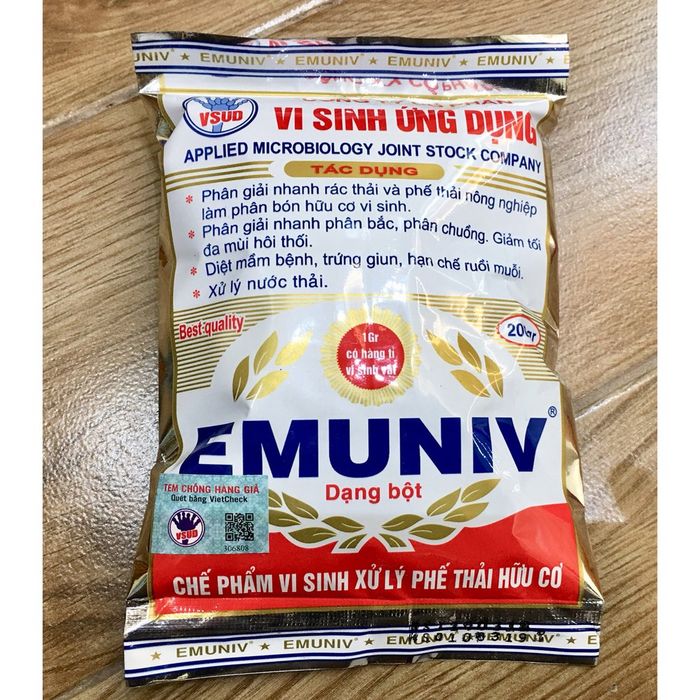 ★ EMUNIV ★ EMUNIV ★ EMUNIV ★ EMUNIV
VSUD
VI SINH ỨNG DỤNG
APPLIED MICROBIOLOGY JOINT STOCK COMPANY
TÁC DỤNG
* Phân giải nhanh rác thải và phế thải nông nghiệp
làm phân bón hữu cơ vi sinh.
* Phân giải nhanh phân bắc, phân chuồng. Giảm tối
đa mùi hôi thối.
* Diệt mầm bệnh, trứng giun, hạn chế ruồi muỗi.
* Xử lý nước thải.
Best quality
1Gr
có hàng tỉ
vi sinh vật
EMUNIV®
Dạng bột
TEM CHỐNG HÀNG GIẢ
Quét bằng VietCheck
VSUD
306808
CHẾ PHẨM VI SINH XỬ LÝ PHẾ THẢI HỮU CƠ
★ EMUNIV ★ EMUNIV ★ EMUNIV ★ EMUNIV